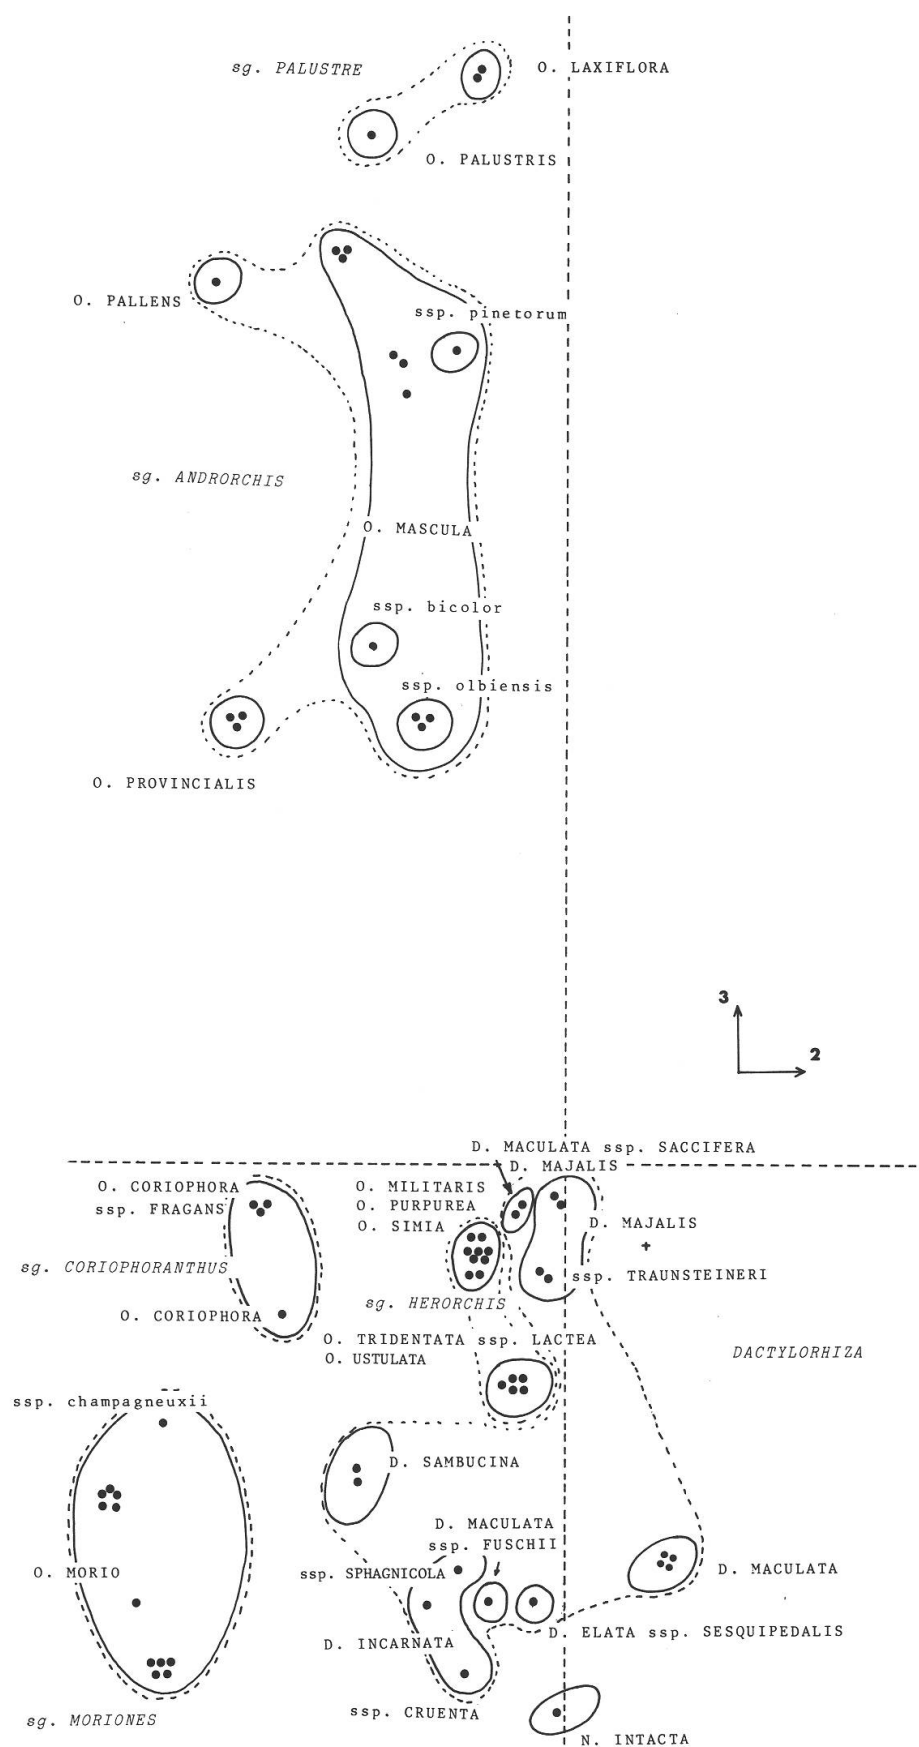 sg. PALUSTRE
O. LAXIFLORA
O. PALUSTRIS
O. PALLENS
ssp. pinetorum
sg. ANDRORCHIS
O. MASCULA
ssp. bicolor
ssp. olbiensis
O. PROVINCIALIS
3
2
D. MACULATA ssp. SACCIFERA
D. MAJALIS
O. CORIOPHORA
ssp. FRAGANS
O. MILITARIS
O. PURPUREA
O. SIMIA
D. MAJALIS
+
ssp. TRAUNSTEINERI
sg. CORIOPHORANTHUS
sg. HERORCHIS
O. CORIOPHORA
O. TRIDENTATA ssp. LACTEA
O. USTULATA
DACTYLORHIZA
ssp. champagneuxii
D. SAMBUCINA
D. MACULATA
ssp. FUSCHII
ssp. SPHAGNICOLA
O. MORIO
D. MACULATA
D. INCARNATA
D. ELATA ssp. SESQUIPEDALIS
ssp. CRUENTA
sg. MORIONES
N. INTACTA